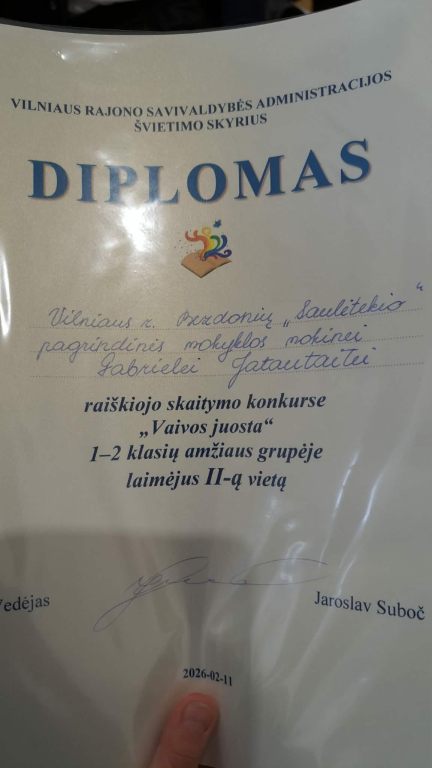 VILNIAUS RAJONO SAVIVALDYBĖS ADMINISTRACIJOS
ŠVIETIMO SKYRIUS
DIPLOMAS
Vilniaus r. Bezdonių „Saulėtekio“
pagrindinės mokyklos mokinei
Gabrielei Jatautaitei
raiškiojo skaitymo konkurse
„Vaivos juosta“
1–2 klasių amžiaus grupėje
laimėjus II-ą vietą
Vedėjas Jaroslav Suboč
2026-02-11